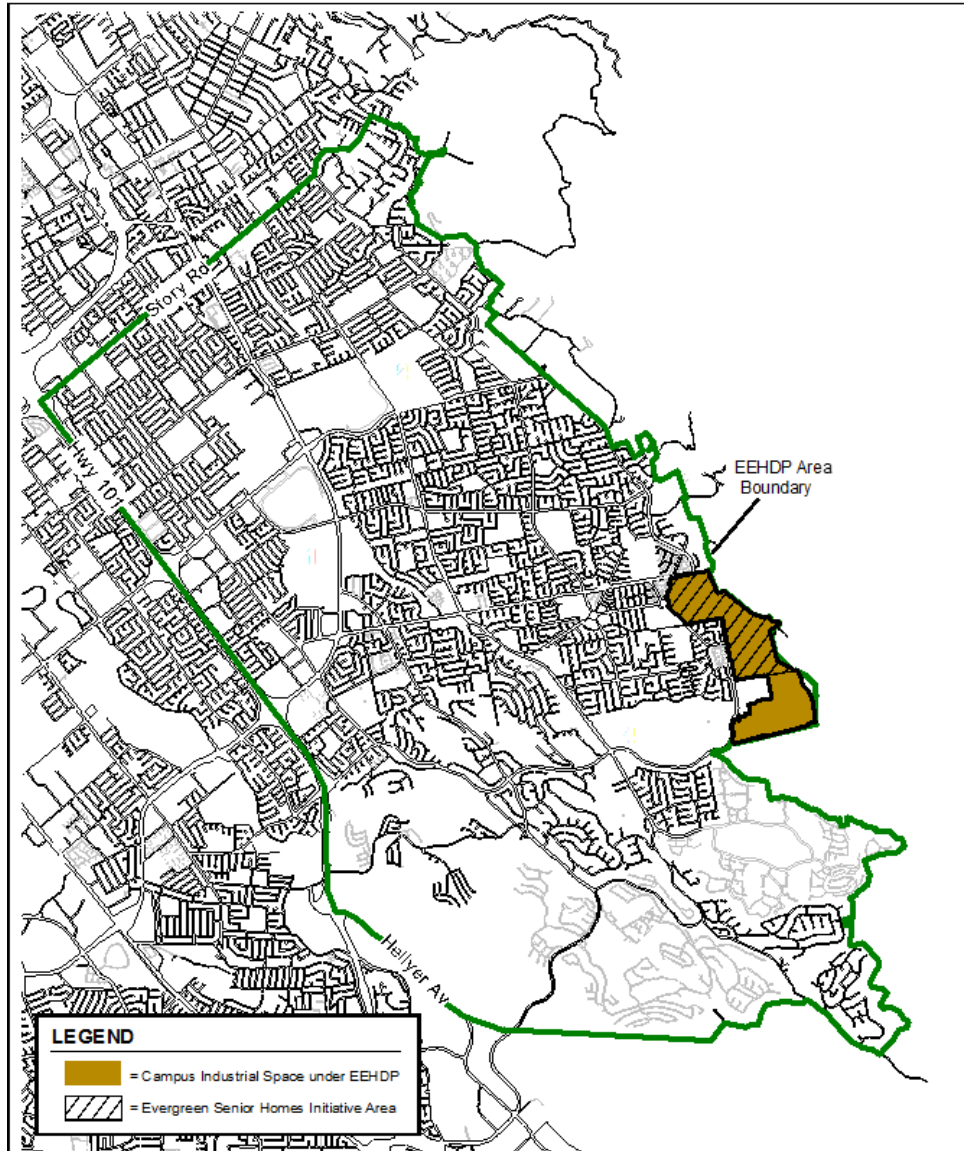 Story Rd
Hwy 101
EEHDP Area
Boundary
Hellyer Av
LEGEND
= Campus Industrial Space under EEHDP
= Evergreen Senior Homes Initiative Area